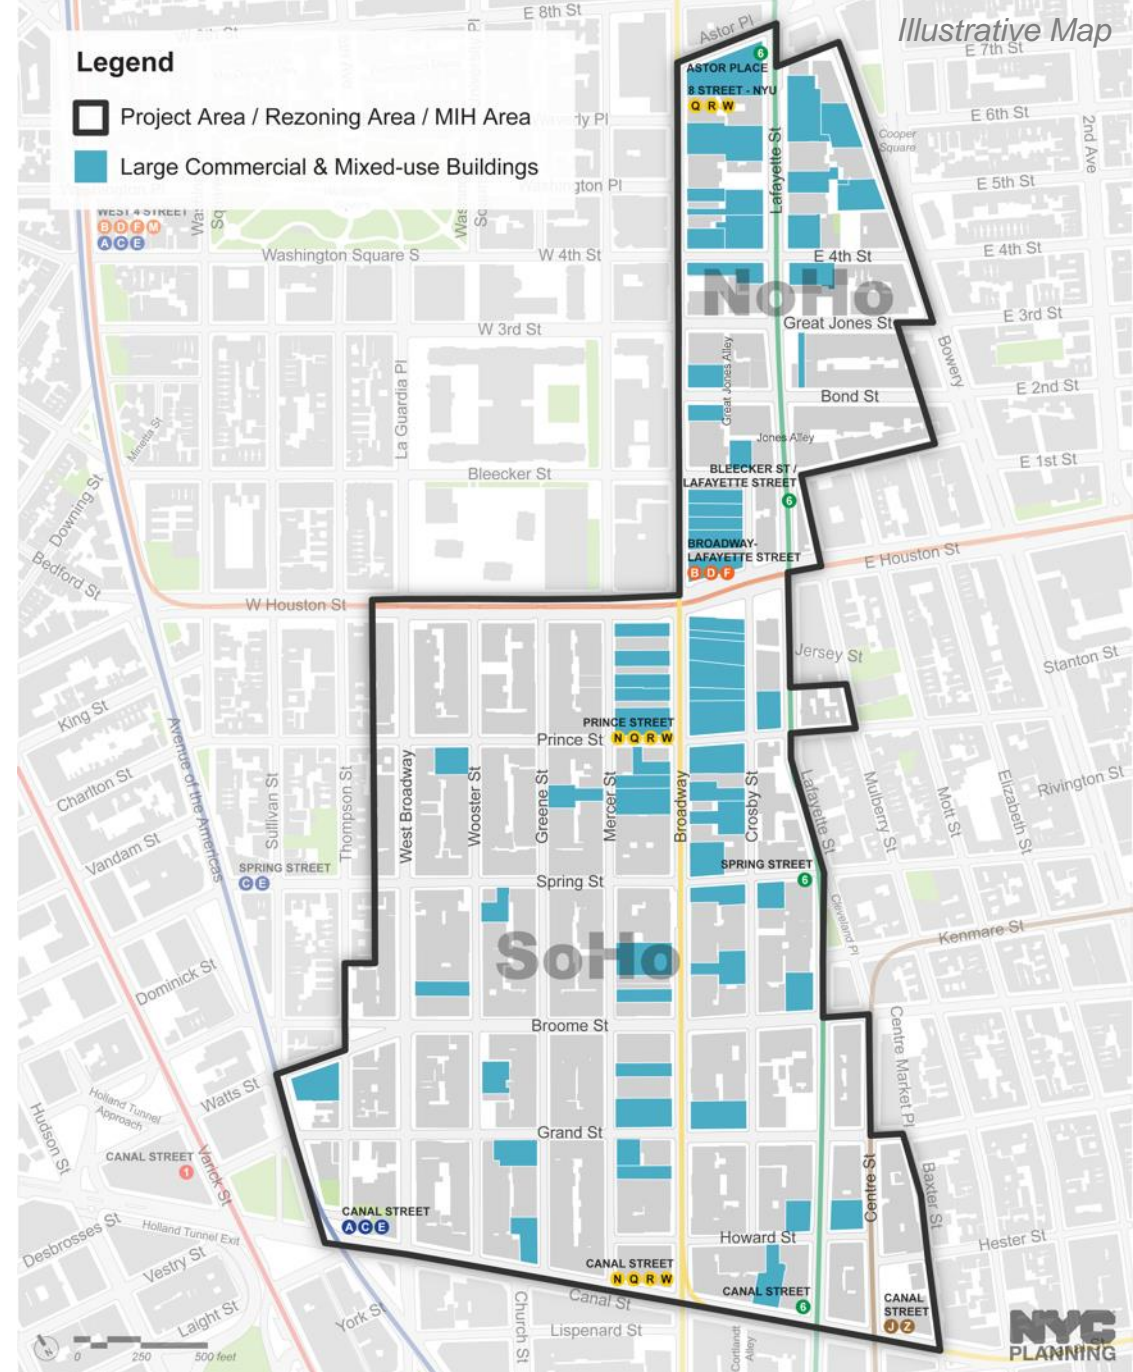 E 8th St
Astor Pl
Illustrative Map
Legend
E 7th St
ASTOR PLACE
6
Project Area / Rezoning Area / MIH Area
8 STREET - NYU
Q R W
E 6th St
2nd Ave
Cooper
Square
Large Commercial & Mixed-use Buildings
Lafayette St
Washington Pl
E 5th St
WEST 4 STREET
B D F M
A C E
Washington Square S
W 4th St
E 4th St
E 4th St
NoHo
W 3rd St
Great Jones St
E 3rd St
La Guardia Pl
Great Jones Alley
Bowery
Bond St
E 2nd St
Minetta St
Jones Alley
Bleecker St
BLEECKER ST /
LAFAYETTE STREET
6
E 1st St
Downing St
BROADWAY-
LAFAYETTE STREET
B D F
E Houston St
Bedford St
W Houston St
Jersey St
Stanton St
King St
PRINCE STREET
N Q R W
Prince St
Avenue of the Americas
Charlton St
Sullivan St
Thompson St
West Broadway
Wooster St
Greene St
Mercer St
Broadway
Crosby St
Lafayette St
Mulberry St
Mott St
Elizabeth St
Rivington St
Vandam St
SPRING STREET
C E
SPRING STREET
6
Spring St
Cleveland Pl
Kenmare St
SoHo
Dominick St
Broome St
Centre Market Pl
Watts St
Holland Tunnel
Approach
Hudson St
Grand St
CANAL STREET
1
Varick St
Centre St
Baxter St
CANAL STREET
A C E
Desbrosses St
Holland Tunnel Exit
Howard St
Hester St
Vestry St
CANAL STREET
N Q R W
Canal St
CANAL STREET
6
CANAL
STREET
J Z
Laight St
York St
Church St
Lispenard St
Cortlandt
Alley
N
0 250 500 feet
NYC
PLANNING